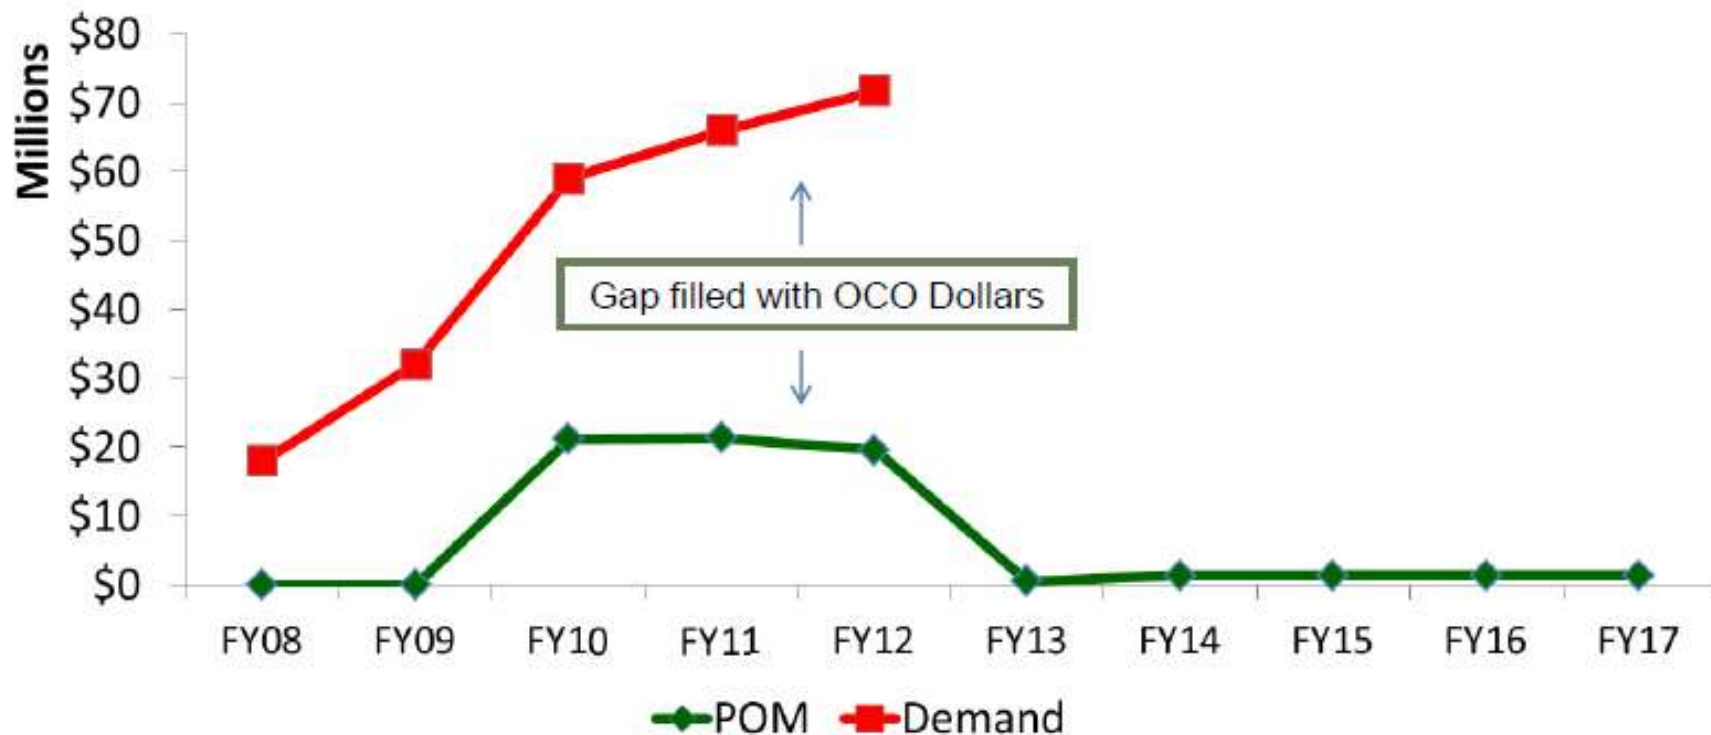 Millions
$80
$70
$60
$50
$40
$30
$20
$10
$0
Gap filled with OCO Dollars
FY08 FY09 FY10 FY11 FY12 FY13 FY14 FY15 FY16 FY17
POM Demand